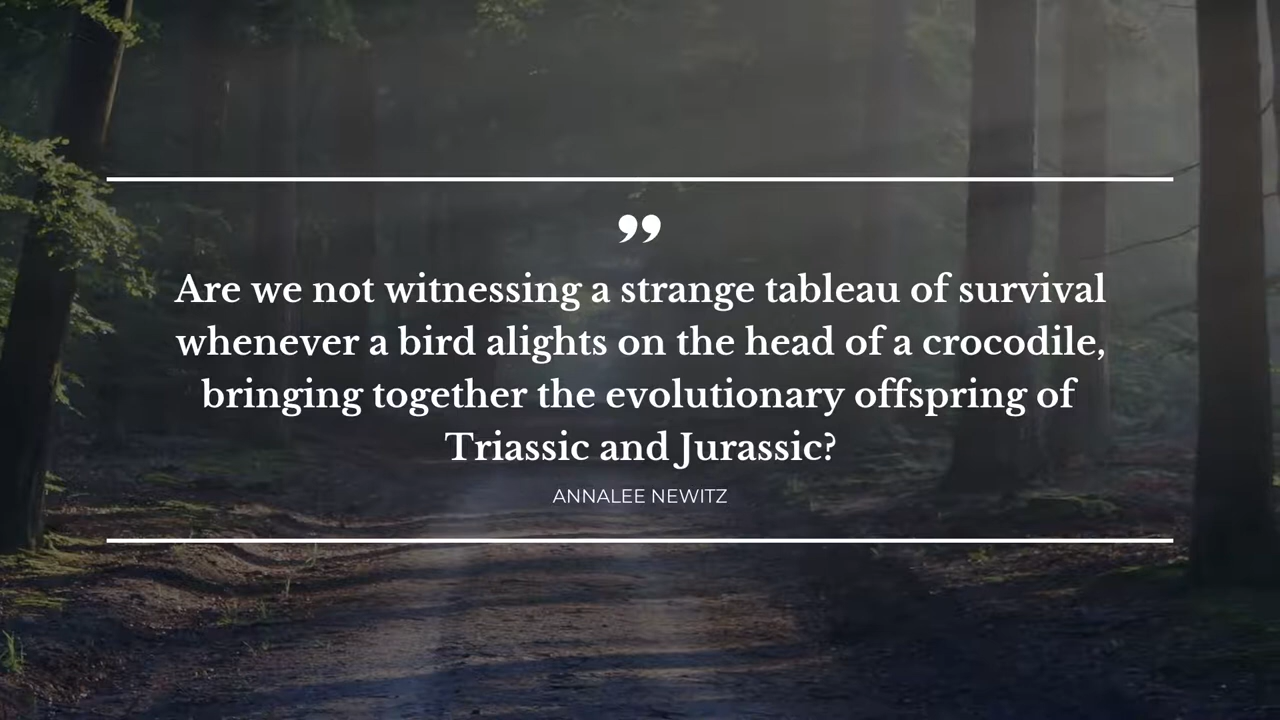 ”
Are we not witnessing a strange tableau of survival
whenever a bird alights on the head of a crocodile,
bringing together the evolutionary offspring of
Triassic and Jurassic?
ANNALEE NEWITZ